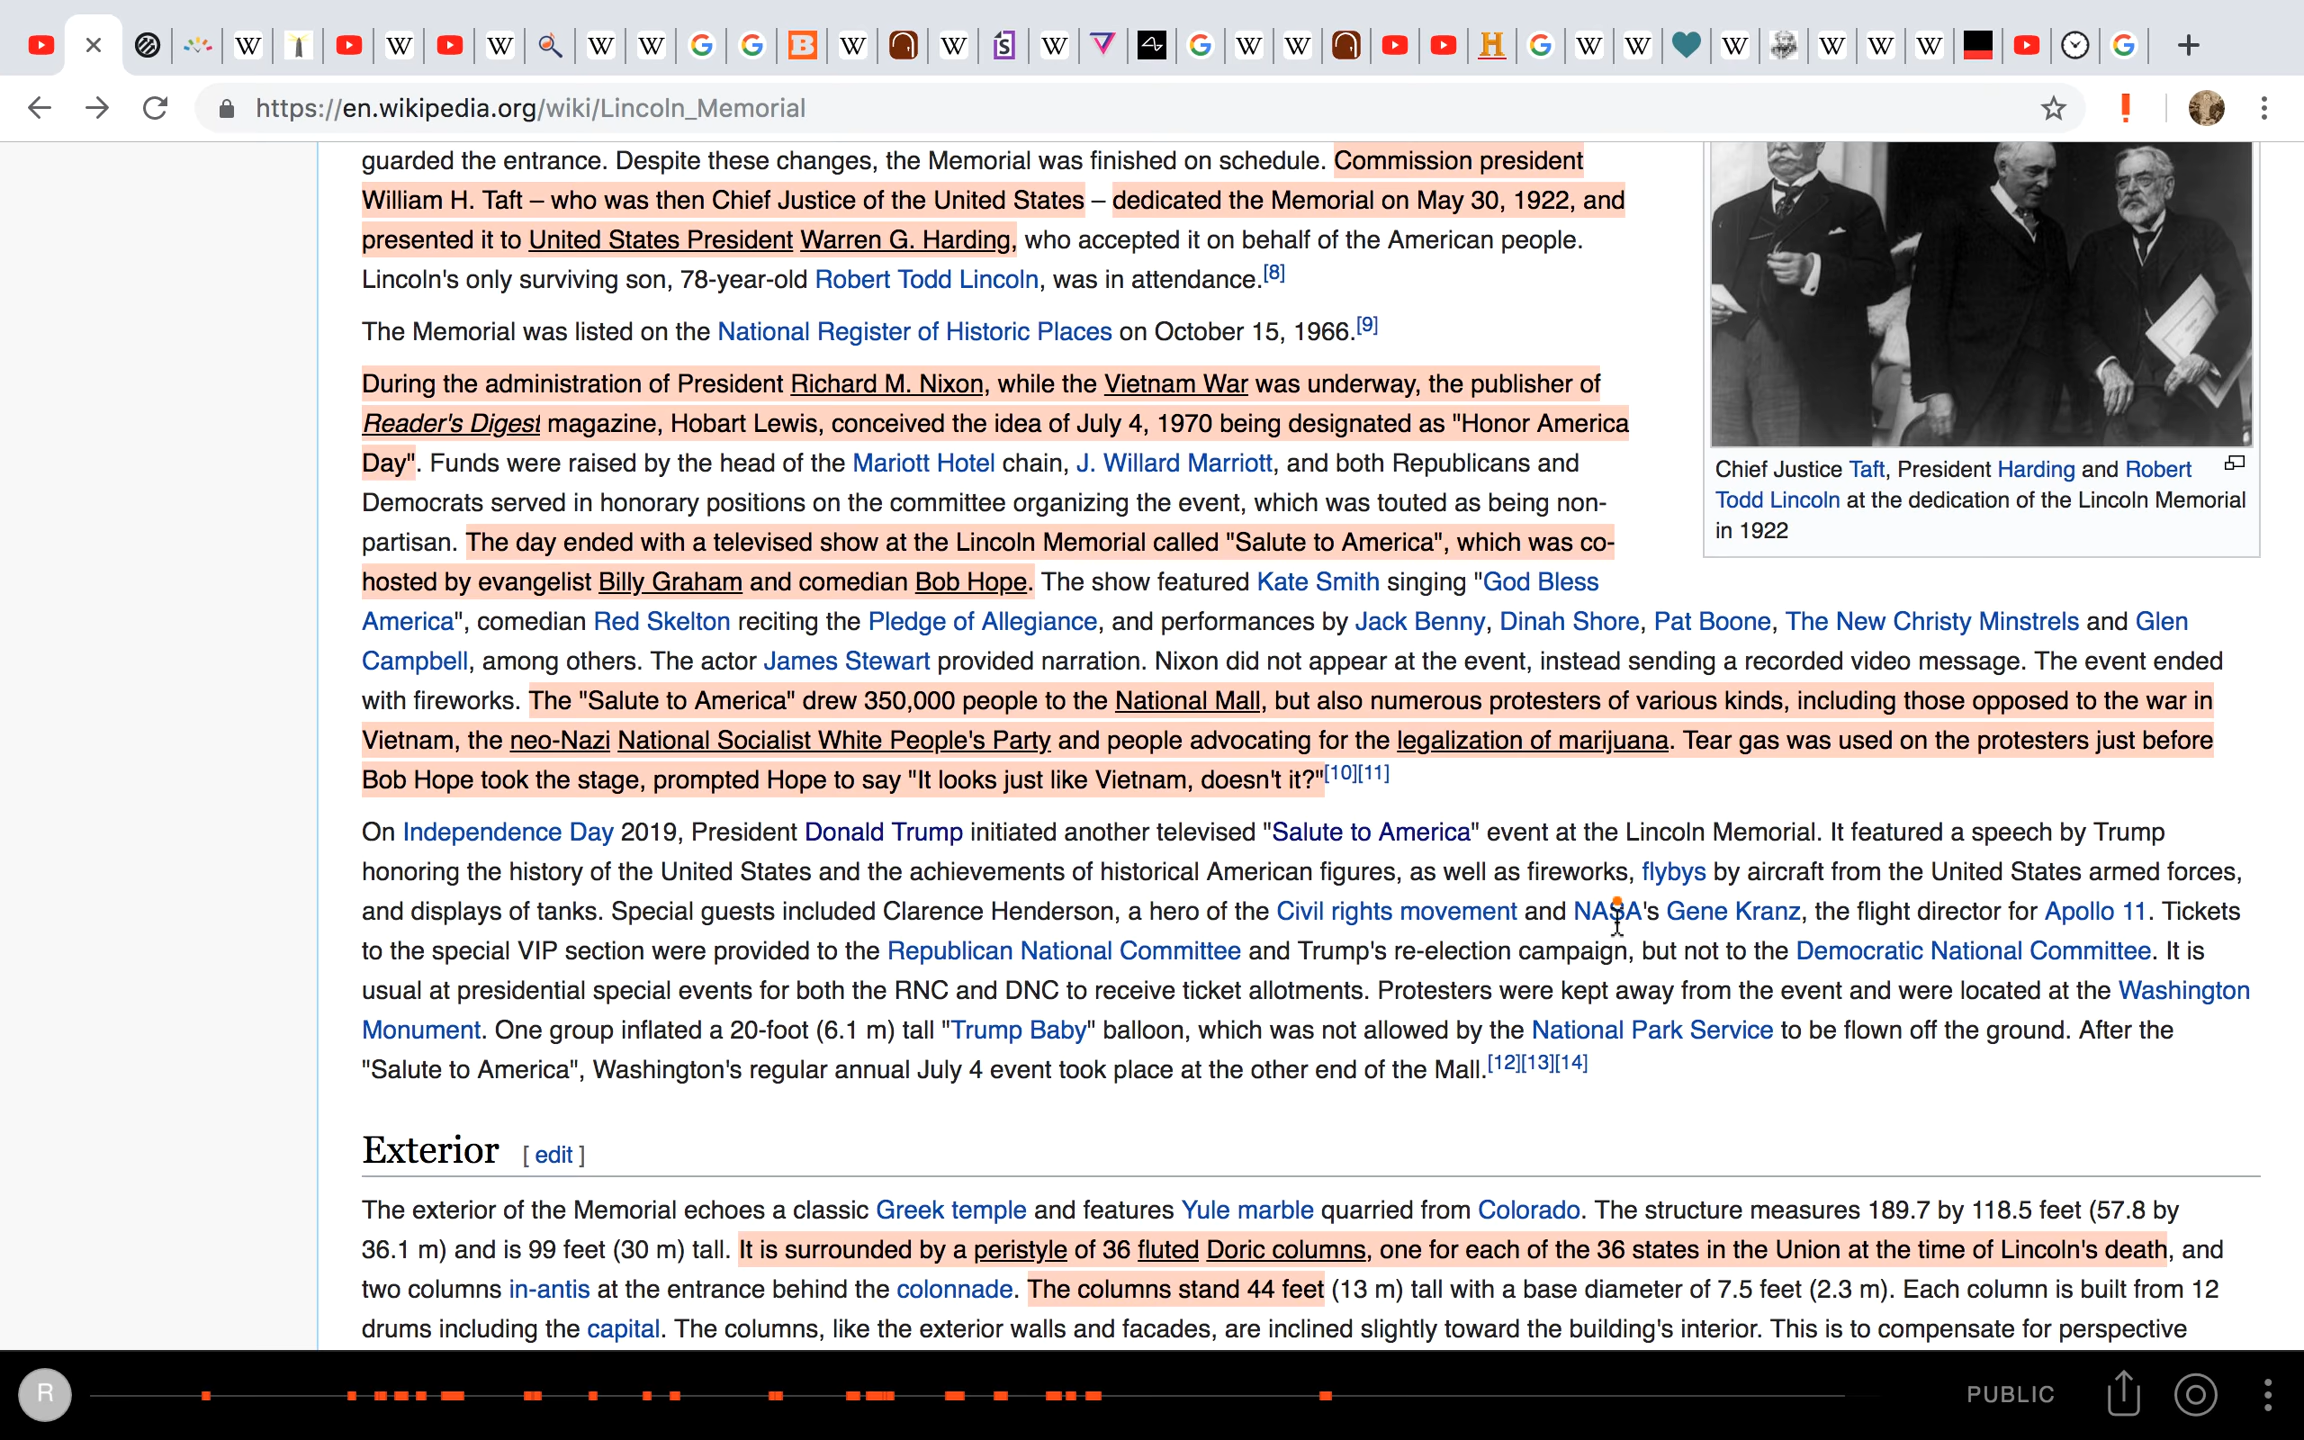 https://en.wikipedia.org/wiki/Lincoln_Memorial
guarded the entrance. Despite these changes, the Memorial was finished on schedule. Commission president
William H. Taft – who was then Chief Justice of the United States – dedicated the Memorial on May 30, 1922, and
presented it to United States President Warren G. Harding, who accepted it on behalf of the American people.
Lincoln's only surviving son, 78-year-old Robert Todd Lincoln, was in attendance.[8]
The Memorial was listed on the National Register of Historic Places on October 15, 1966.[9]
During the administration of President Richard M. Nixon, while the Vietnam War was underway, the publisher of
Reader's Digest magazine, Hobart Lewis, conceived the idea of July 4, 1970 being designated as "Honor America
Day". Funds were raised by the head of the Mariott Hotel chain, J. Willard Marriott, and both Republicans and
Democrats served in honorary positions on the committee organizing the event, which was touted as being non-
partisan. The day ended with a televised show at the Lincoln Memorial called "Salute to America", which was co-
hosted by evangelist Billy Graham and comedian Bob Hope. The show featured Kate Smith singing "God Bless
America", comedian Red Skelton reciting the Pledge of Allegiance, and performances by Jack Benny, Dinah Shore, Pat Boone, The New Christy Minstrels and Glen
Campbell, among others. The actor James Stewart provided narration. Nixon did not appear at the event, instead sending a recorded video message. The event ended
with fireworks. The "Salute to America" drew 350,000 people to the National Mall, but also numerous protesters of various kinds, including those opposed to the war in
Vietnam, the neo-Nazi National Socialist White People's Party and people advocating for the legalization of marijuana. Tear gas was used on the protesters just before
Bob Hope took the stage, prompted Hope to say "It looks just like Vietnam, doesn't it?"[10][11]
Chief Justice Taft, President Harding and Robert
Todd Lincoln at the dedication of the Lincoln Memorial
in 1922
On Independence Day 2019, President Donald Trump initiated another televised "Salute to America" event at the Lincoln Memorial. It featured a speech by Trump
honoring the history of the United States and the achievements of historical American figures, as well as fireworks, flybys by aircraft from the United States armed forces,
and displays of tanks. Special guests included Clarence Henderson, a hero of the Civil rights movement and NASA's Gene Kranz, the flight director for Apollo 11. Tickets
to the special VIP section were provided to the Republican National Committee and Trump's re-election campaign, but not to the Democratic National Committee. It is
usual at presidential special events for both the RNC and DNC to receive ticket allotments. Protesters were kept away from the event and were located at the Washington
Monument. One group inflated a 20-foot (6.1 m) tall "Trump Baby" balloon, which was not allowed by the National Park Service to be flown off the ground. After the
"Salute to America", Washington's regular annual July 4 event took place at the other end of the Mall.[12][13][14]
Exterior [ edit ]
The exterior of the Memorial echoes a classic Greek temple and features Yule marble quarried from Colorado. The structure measures 189.7 by 118.5 feet (57.8 by
36.1 m) and is 99 feet (30 m) tall. It is surrounded by a peristyle of 36 fluted Doric columns, one for each of the 36 states in the Union at the time of Lincoln's death, and
two columns in-antis at the entrance behind the colonnade. The columns stand 44 feet (13 m) tall with a base diameter of 7.5 feet (2.3 m). Each column is built from 12
drums including the capital. The columns, like the exterior walls and facades, are inclined slightly toward the building's interior. This is to compensate for perspective
R
PUBLIC